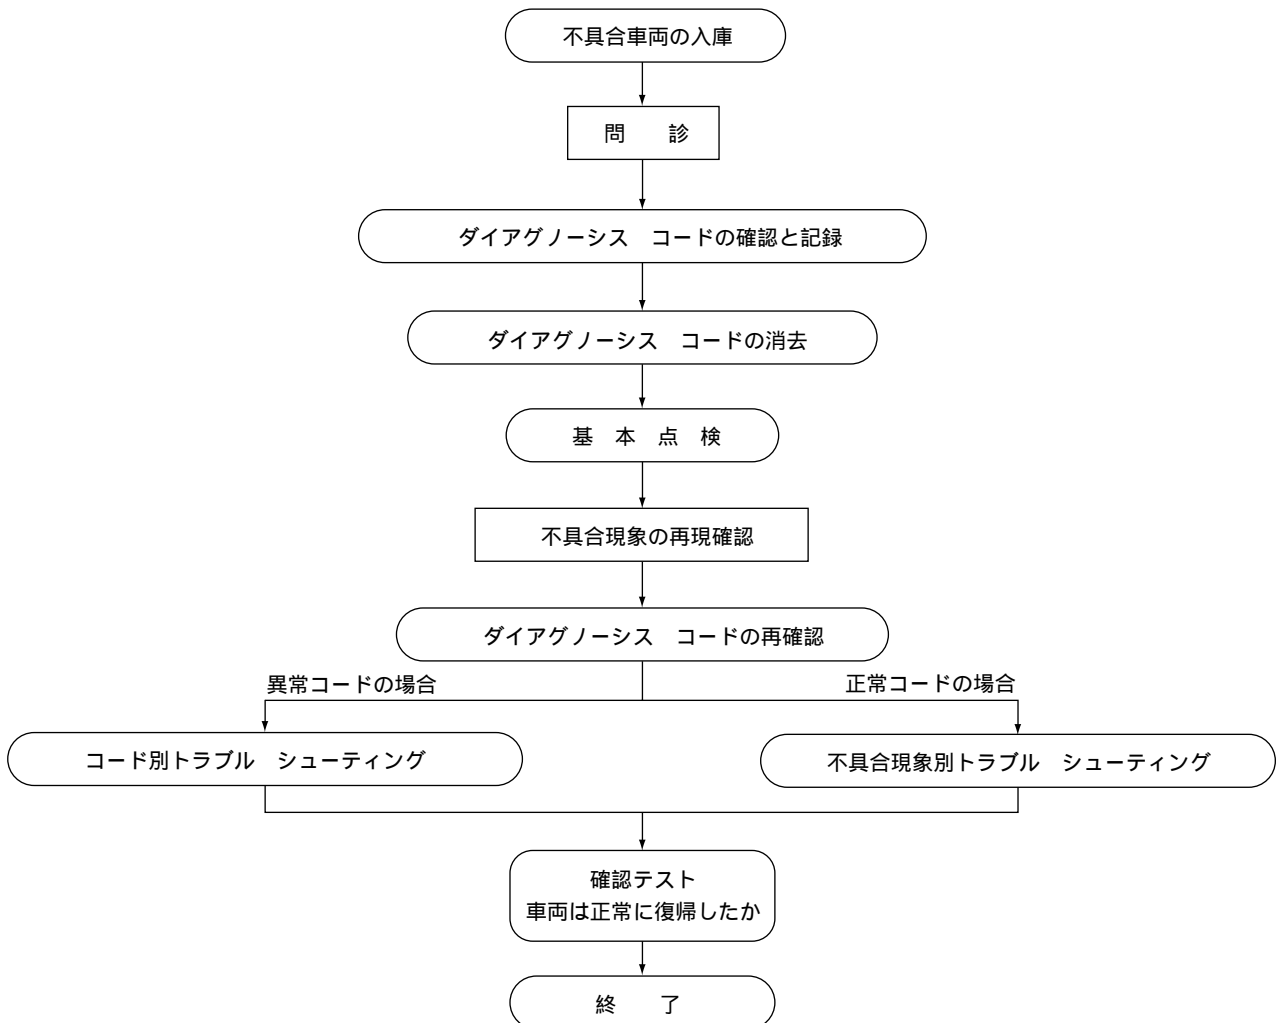 不具合車両の入庫
問　　診
ダイアグノーシス　コードの確認と記録
ダイアグノーシス　コードの消去
基　本　点　検
不具合現象の再現確認
ダイアグノーシス　コードの再確認
異常コードの場合
正常コードの場合
コード別トラブル　シューティング
不具合現象別トラブル　シューティング
確認テスト
車両は正常に復帰したか
終　　了